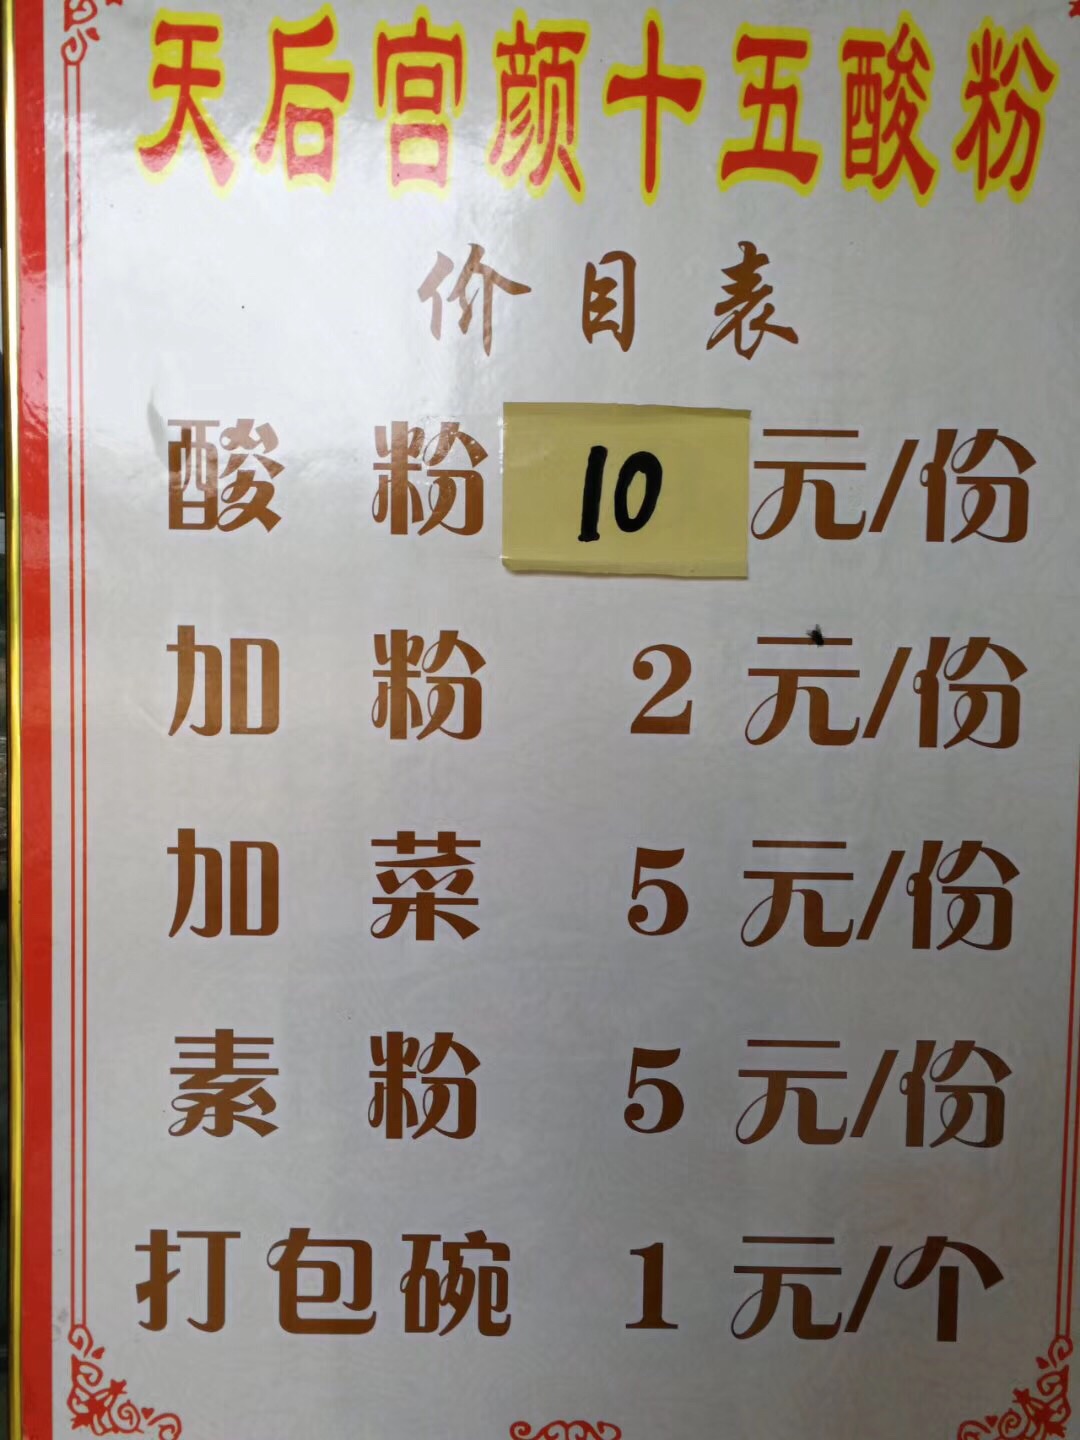 天后宫颜十五酸粉
价目表
酸粉 10 元/份
加粉 2 元/份
加菜 5 元/份
素粉 5 元/份
打包碗 1 元/个